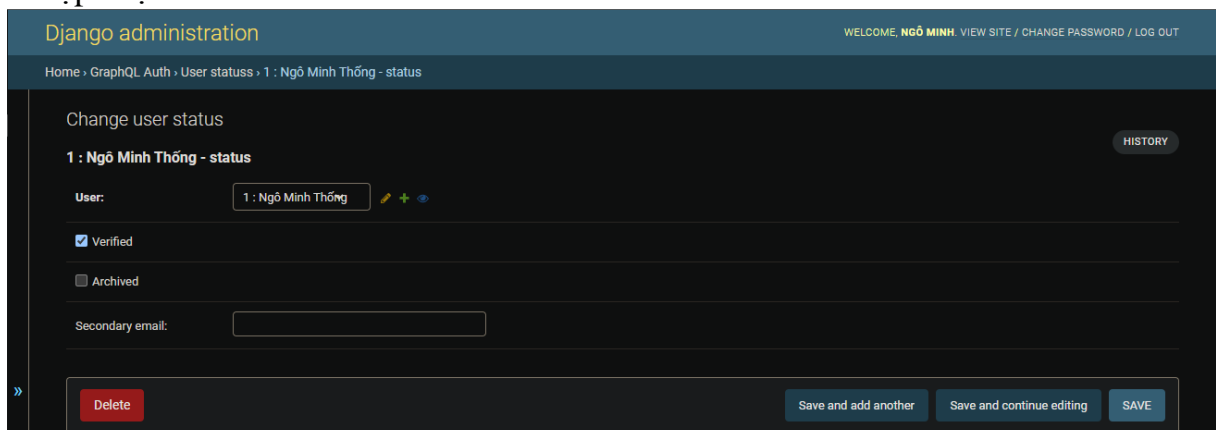 Django administration
WELCOME, NGÔ MINH. VIEW SITE / CHANGE PASSWORD / LOG OUT
Home › GraphQL Auth › User statuss › 1 : Ngô Minh Thống - status
Change user status
HISTORY
1 : Ngô Minh Thống - status
User:
1 : Ngô Minh Thống
Verified
Archived
Secondary email:
»
Delete
Save and add another
Save and continue editing
SAVE